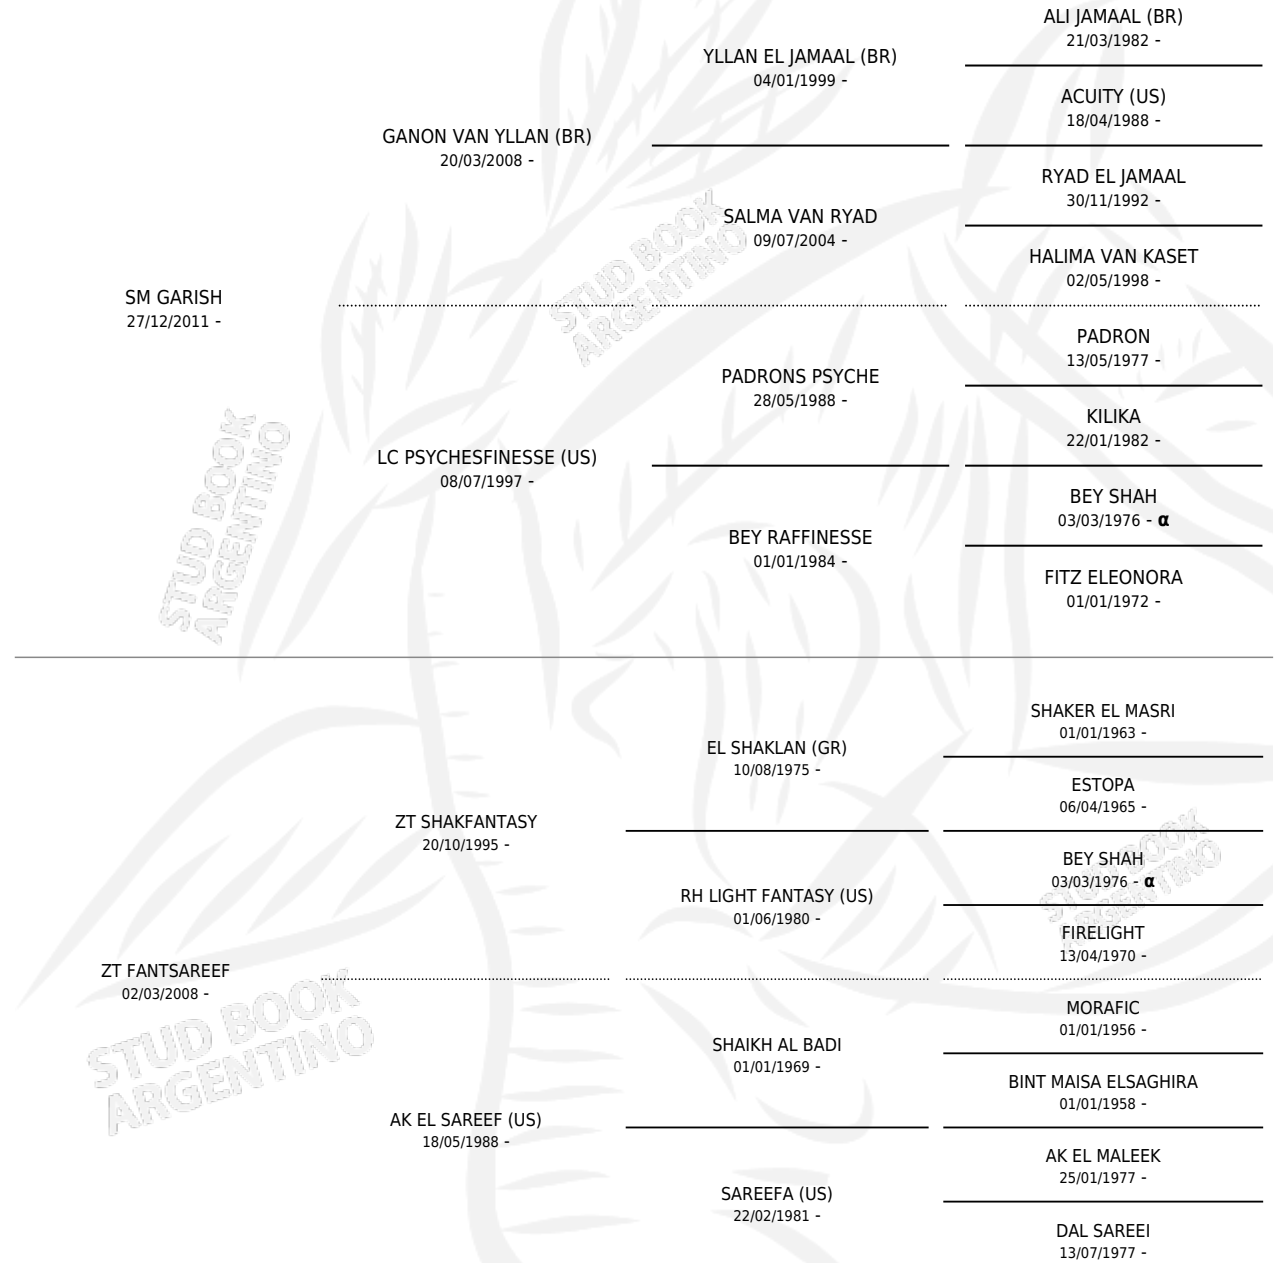 ALI JAMAAL (BR)
21/03/1982 -
YLLAN EL JAMAAL (BR)
04/01/1999 -
ACUITY (US)
18/04/1988 -
GANON VAN YLLAN (BR)
20/03/2008 -
RYAD EL JAMAAL
30/11/1992 -
SALMA VAN RYAD
09/07/2004 -
HALIMA VAN KASET
02/05/1998 -
SM GARISH
27/12/2011 -
STUD BOOK
ARGENTINO
PADRON
13/05/1977 -
PADRONS PSYCHE
28/05/1988 -
KILIKA
22/01/1982 -
LC PSYCHESFINESSE (US)
08/07/1997 -
BEY SHAH
03/03/1976 - α
BEY RAFFINESSE
01/01/1984 -
FITZ ELEONORA
01/01/1972 -
STUD BOOK
ARGENTINO
SHAKER EL MASRI
01/01/1963 -
EL SHAKLAN (GR)
10/08/1975 -
ESTOPA
06/04/1965 -
ZT SHAKFANTASY
20/10/1995 -
BEY SHAH
03/03/1976 - α
RH LIGHT FANTASY (US)
01/06/1980 -
FIRELIGHT
13/04/1970 -
STUD BOOK
ARGENTINO
ZT FANTSAREEF
02/03/2008 -
MORAFIC
01/01/1956 -
SHAIKH AL BADI
01/01/1969 -
BINT MAISA ELSAGHIRA
01/01/1958 -
STUD BOOK
ARGENTINO
AK EL SAREEF (US)
18/05/1988 -
AK EL MALEEK
25/01/1977 -
SAREEFA (US)
22/02/1981 -
DAL SAREEI
13/07/1977 -